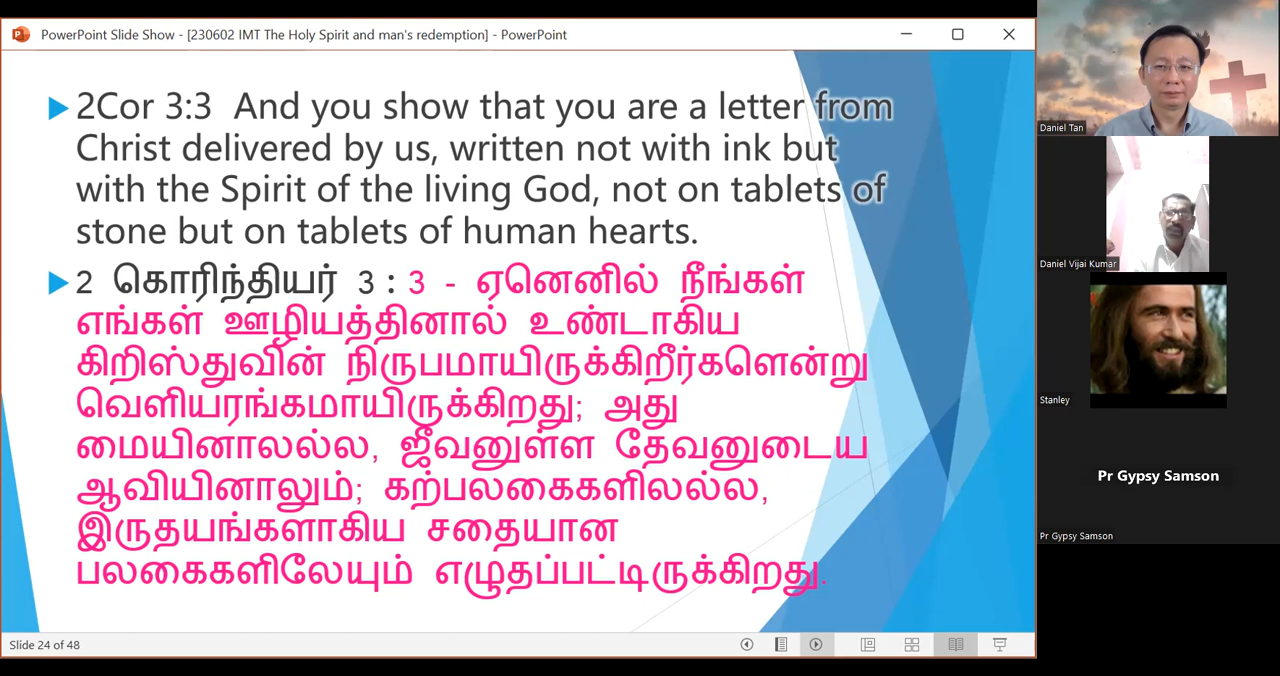 PowerPoint Slide Show - [230602 IMT The Holy Spirit and man's redemption] - PowerPoint
2Cor 3:3 And you show that you are a letter from
Christ delivered by us, written not with ink but
with the Spirit of the living God, not on tablets of
stone but on tablets of human hearts.
2 கொரிந்தியர் 3 : 3 - ஏனெனில் நீங்கள்
எங்கள் ஊழியத்தினால் உண்டாகிய
கிறிஸ்துவின் நிருபமாயிருக்கிறீர்களென்று
வெளியரங்கமாயிருக்கிறது; அது
மையினாலல்ல, ஜீவனுள்ள தேவனுடைய
ஆவியினாலும்; கற்பலகைகளிலல்ல,
இருதயங்களாகிய சதையான
பலகைகளிலேயும் எழுதப்பட்டிருக்கிறது.
Slide 24 of 48
Daniel Tan
Daniel Vijai Kumar
Stanley
Pr Gypsy Samson
Pr Gypsy Samson